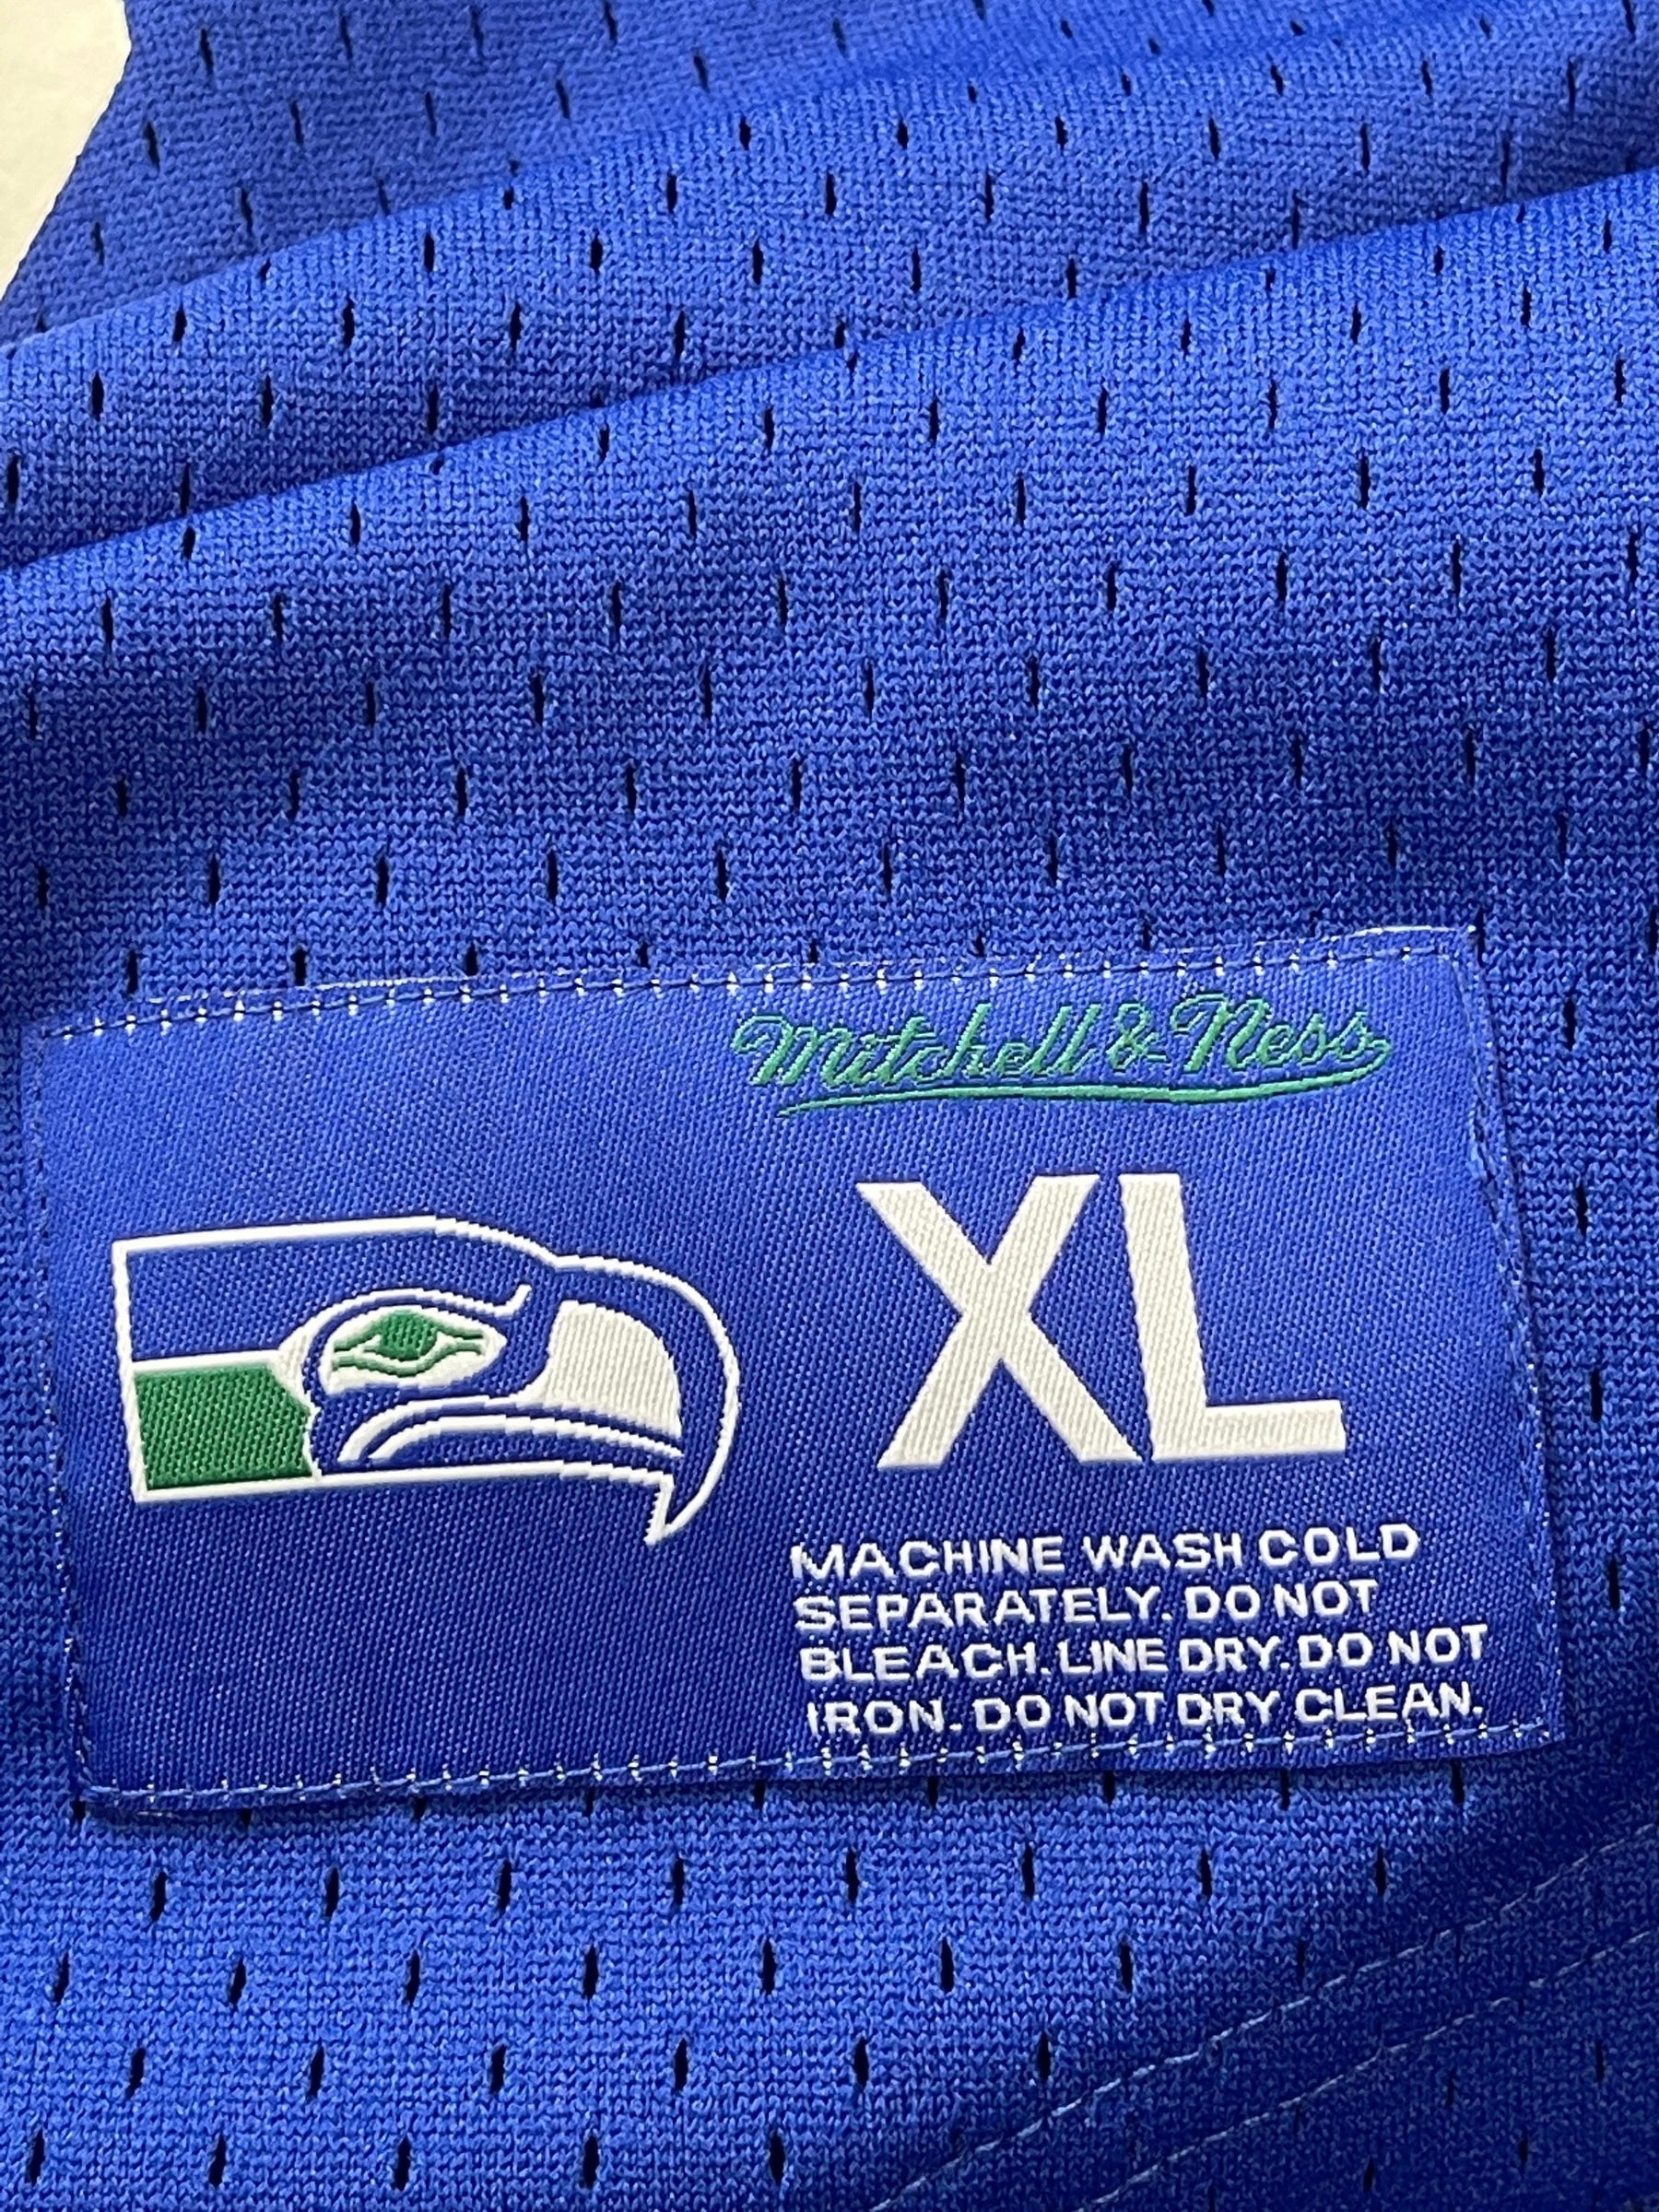 Mitchell & Ness
XL
MACHINE WASH COLD
SEPARATELY. DO NOT
BLEACH. LINE DRY. DO NOT
IRON. DO NOT DRY CLEAN.